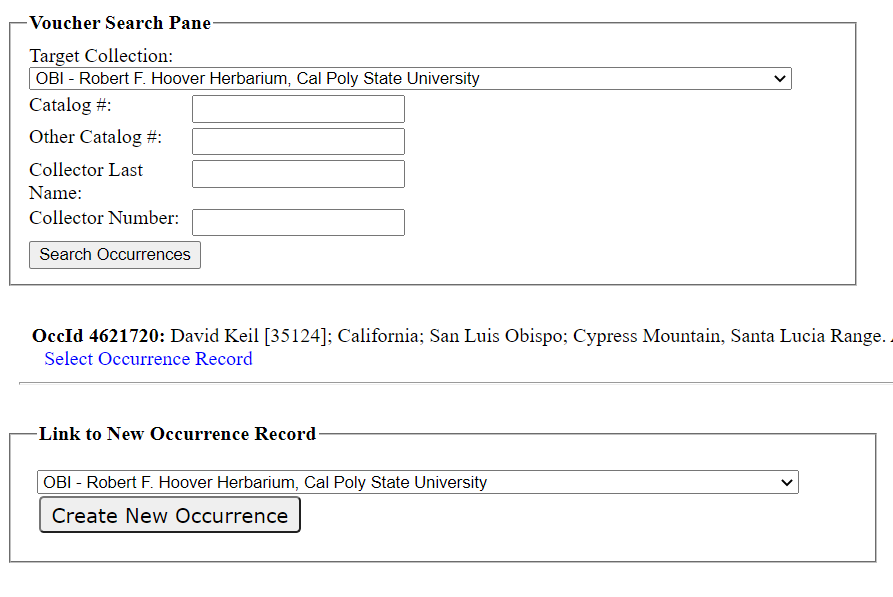 Voucher Search Pane
Target Collection:
OBI - Robert F. Hoover Herbarium, Cal Poly State University
Catalog #:
Other Catalog #:
Collector Last
Name:
Collector Number:
Search Occurrences
OccId 4621720: David Keil [35124]; California; San Luis Obispo; Cypress Mountain, Santa Lucia Range.
Select Occurrence Record
Link to New Occurrence Record
OBI - Robert F. Hoover Herbarium, Cal Poly State University
Create New Occurrence